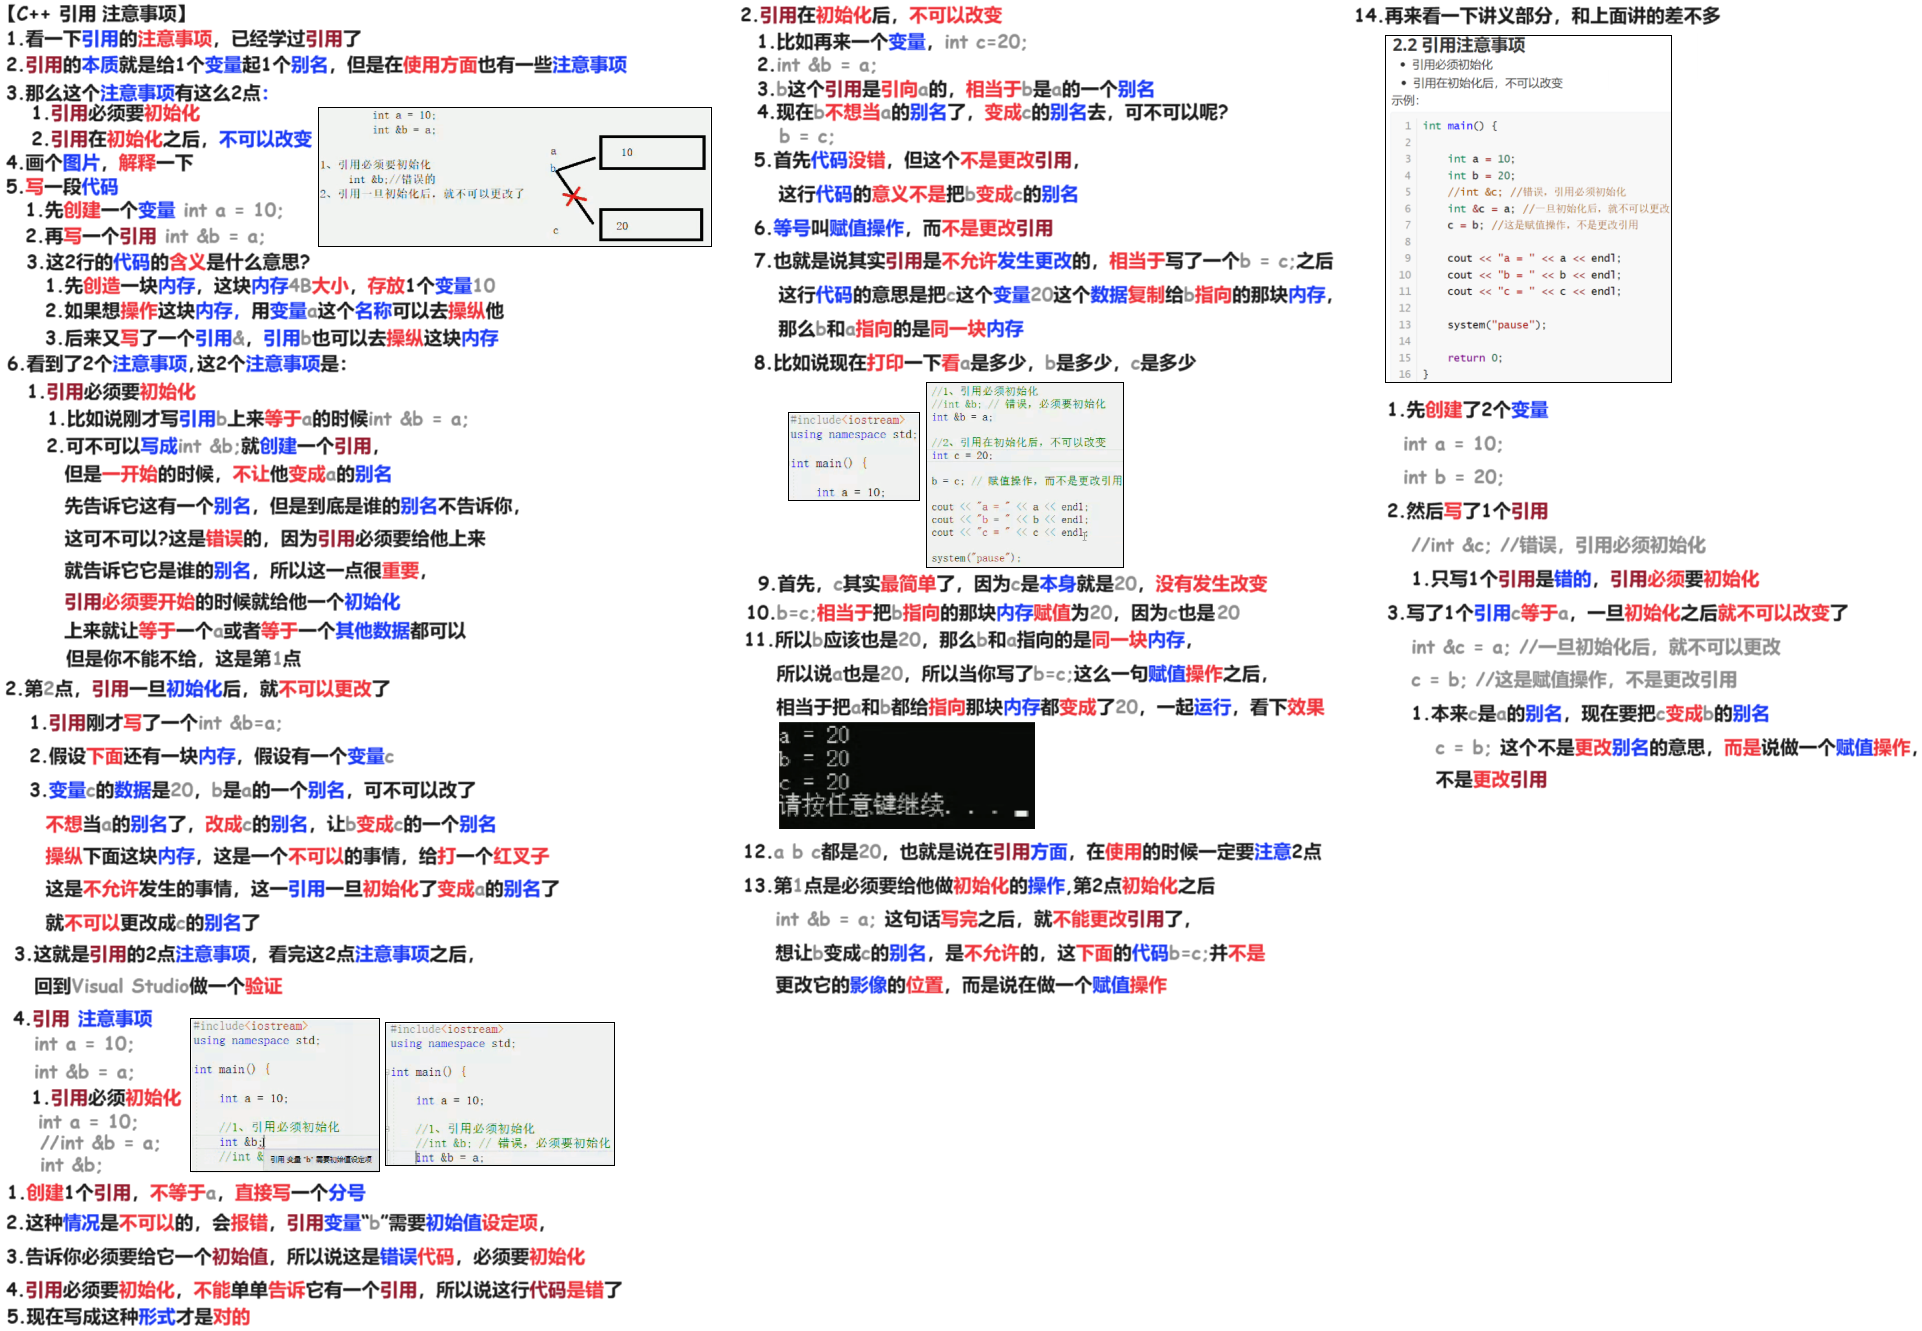 【C++ 引用 注意事项】
1.看一下引用的注意事项，已经学过引用了
2.引用的本质就是给1个变量起1个别名，但是在使用方面也有一些注意事项
3.那么这个注意事项有这么2点：
1.引用必须要初始化
2.引用在初始化之后，不可以改变
int a = 10;
int &b = a;
1、引用必须要初始化
int &b;//错误的
2、引用一旦初始化后，就不可以更改了
a
b
c
10
20
4.画个图片，解释一下
5.写一段代码
1.先创建一个变量 int a = 10;
2.再写一个引用 int &b = a;
3.这2行的代码的含义是什么意思?
1.先创造一块内存，这块内存4B大小，存放1个变量10
2.如果想操作这块内存，用变量a这个名称可以去操纵他
3.后来又写了一个引用&，引用b也可以去操纵这块内存
6.看到了2个注意事项,这2个注意事项是：
1.引用必须要初始化
1.比如说刚才写引用b上来等于a的时候int &b = a;
2.可不可以写成int &b;就创建一个引用，
但是一开始的时候，不让他变成a的别名
先告诉它这有一个别名，但是到底是谁的别名不告诉你，
这可不可以?这是错误的，因为引用必须要给他上来
就告诉它它是谁的别名，所以这一点很重要，
引用必须要开始的时候就给他一个初始化
上来就让等于一个a或者等于一个其他数据都可以
但是你不能不给，这是第1点
2.第2点，引用一旦初始化后，就不可以更改了
1.引用刚才写了一个int &b=a;
2.假设下面还有一块内存，假设有一个变量c
3.变量c的数据是20，b是a的一个别名，可不可以改了
不想当a的别名了，改成c的别名，让b变成c的一个别名
操纵下面这块内存，这是一个不可以的事情，给打一个红叉子
这是不允许发生的事情，这一引用一旦初始化了变成a的别名了
就不可以更改成c的别名了
3.这就是引用的2点注意事项，看完这2点注意事项之后，
回到Visual Studio做一个验证
4.引用 注意事项
int a = 10;
int &b = a;
1.引用必须初始化
int a = 10;
//int &b = a;
int &b;
#include<iostream>
using namespace std;
int main() {
int a = 10;
//1、引用必须初始化
int &b;
//int &
引用 变量 "b" 需要初始值设定项
#include<iostream>
using namespace std;
int main() {
int a = 10;
//1、引用必须初始化
//int &b; // 错误，必须要初始化
int &b = a;
1.创建1个引用，不等于a，直接写一个分号
2.这种情况是不可以的，会报错，引用变量“b”需要初始值设定项，
3.告诉你必须要给它一个初始值，所以说这是错误代码，必须要初始化
4.引用必须要初始化，不能单单告诉它有一个引用，所以说这行代码是错了
5.现在写成这种形式才是对的
2.引用在初始化后，不可以改变
1.比如再来一个变量，int c=20;
2.int &b = a;
3.b这个引用是引向a的，相当于b是a的一个别名
4.现在b不想当a的别名了，变成c的别名去，可不可以呢?
b = c;
5.首先代码没错，但这个不是更改引用，
这行代码的意义不是把b变成c的别名
6.等号叫赋值操作，而不是更改引用
7.也就是说其实引用是不允许发生更改的，相当于写了一个b = c;之后
这行代码的意思是把c这个变量20这个数据复制给b指向的那块内存，
那么b和a指向的是同一块内存
8.比如说现在打印一下看a是多少，b是多少，c是多少
#include<iostream>
using namespace std;
int main() {
int a = 10;
//1、引用必须初始化
//int &b; // 错误，必须要初始化
int &b = a;
//2、引用在初始化后，不可以改变
int c = 20;
b = c; // 赋值操作，而不是更改引用
cout << "a = " << a << endl;
cout << "b = " << b << endl;
cout << "c = " << c << endl;
system("pause");
9.首先，c其实最简单了，因为c是本身就是20，没有发生改变
10.b=c;相当于把b指向的那块内存赋值为20，因为c也是20
11.所以b应该也是20，那么b和a指向的是同一块内存，
所以说a也是20，所以当你写了b=c;这么一句赋值操作之后，
相当于把a和b都给指向那块内存都变成了20，一起运行，看下效果
a = 20
b = 20
c = 20
请按任意键继续. . .
12.a b c都是20，也就是说在引用方面，在使用的时候一定要注意2点
13.第1点是必须要给他做初始化的操作,第2点初始化之后
int &b = a; 这句话写完之后，就不能更改引用了，
想让b变成c的别名，是不允许的，这下面的代码b=c;并不是
更改它的影像的位置，而是说在做一个赋值操作
14.再来看一下讲义部分，和上面讲的差不多
2.2 引用注意事项
• 引用必须初始化
• 引用在初始化后，不可以改变
示例：
1 int main() {
2
3 int a = 10;
4 int b = 20;
5 //int &c; //错误，引用必须初始化
6 int &c = a; //一旦初始化后，就不可以更改
7 c = b; //这是赋值操作，不是更改引用
8
9 cout << "a = " << a << endl;
10 cout << "b = " << b << endl;
11 cout << "c = " << c << endl;
12
13 system("pause");
14
15 return 0;
16 }
1.先创建了2个变量
int a = 10;
int b = 20;
2.然后写了1个引用
//int &c; //错误，引用必须初始化
1.只写1个引用是错的，引用必须要初始化
3.写了1个引用c等于a，一旦初始化之后就不可以改变了
int &c = a; //一旦初始化后，就不可以更改
c = b; //这是赋值操作，不是更改引用
1.本来c是a的别名，现在要把c变成b的别名
c = b; 这个不是更改别名的意思，而是说做一个赋值操作，
不是更改引用